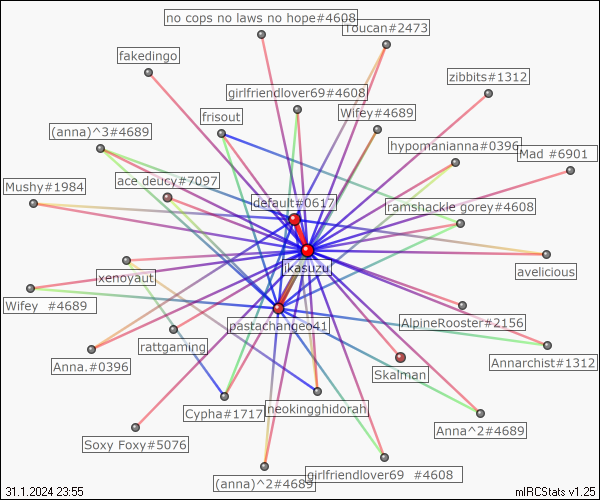 no cops no laws no hope#4608
Toucan#2473
fakedingo
zibbits#1312
girlfriendlover69#4608
Wifey#4689
frisout
(anna)^3#4689
hypomanianna#0396
Mad #6901
ace deucy#7097
Mushy#1984
default#0617
ramshackle gorey#4608
jikasuzu
avelicious
xenoyaut
Wifey #4689
pastachangeo41
AlpineRooster#2156
rattgaming
Anna.#0396
Annarchist#1312
Skalman
Cypha#1717
neokingghidorah
Anna^2#4689
Soxy Foxy#5076
(anna)^2#4689
girlfriendlover69 #4608
31.1.2024 23:55
mIRCStats v1.25